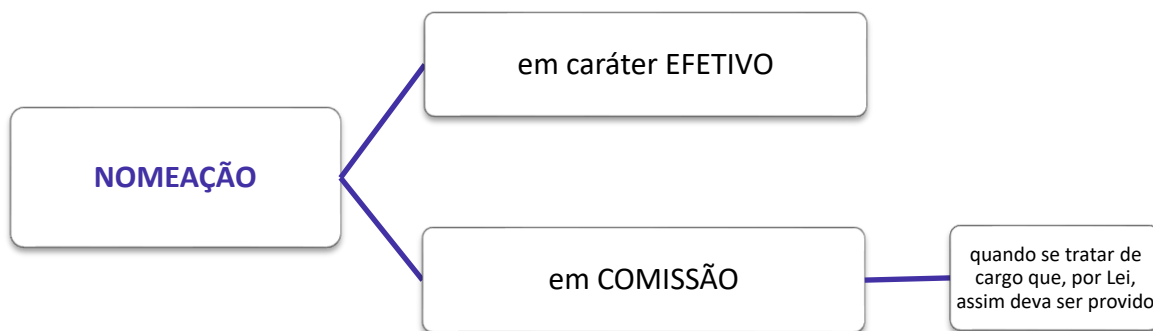 em caráter EFETIVO
NOMEAÇÃO
em COMISSÃO
quando se tratar de
cargo que, por Lei,
assim deva ser provido